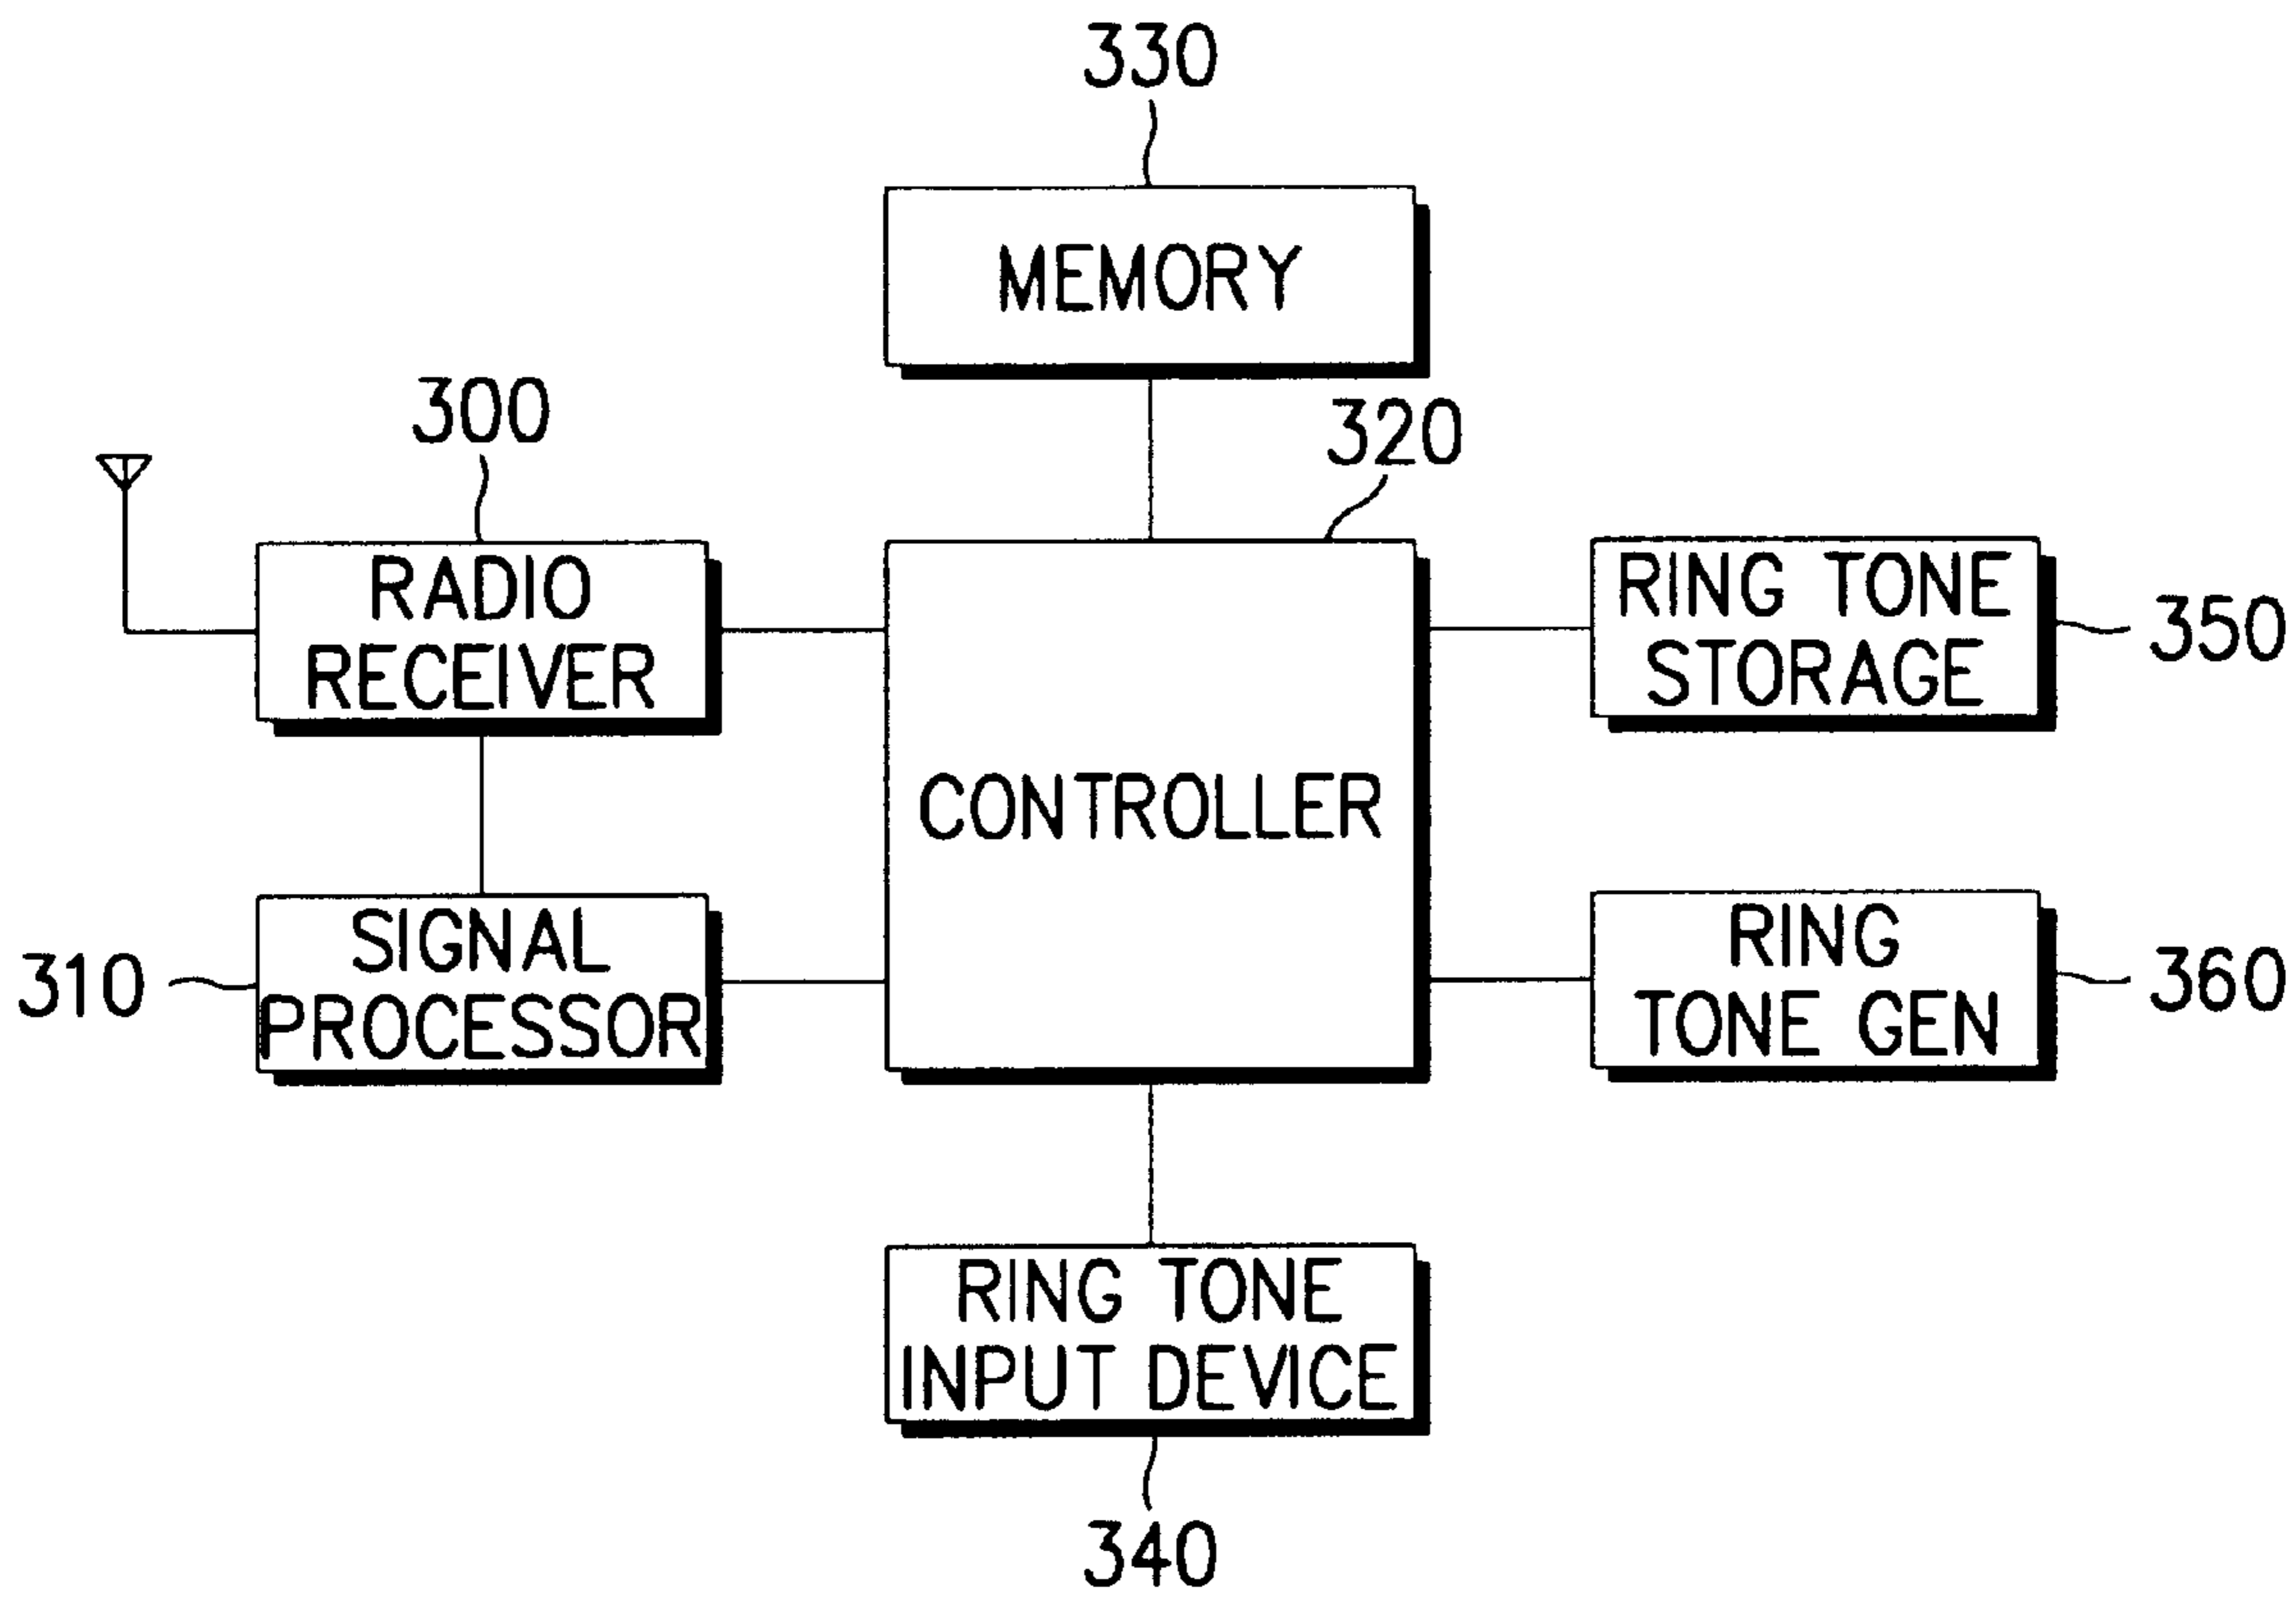 330
MEMORY
300
320
RADIO
RECEIVER
RING TONE
STORAGE
350
CONTROLLER
310
SIGNAL
PROCESSOR
RING
TONE GEN
360
RING TONE
INPUT DEVICE
340